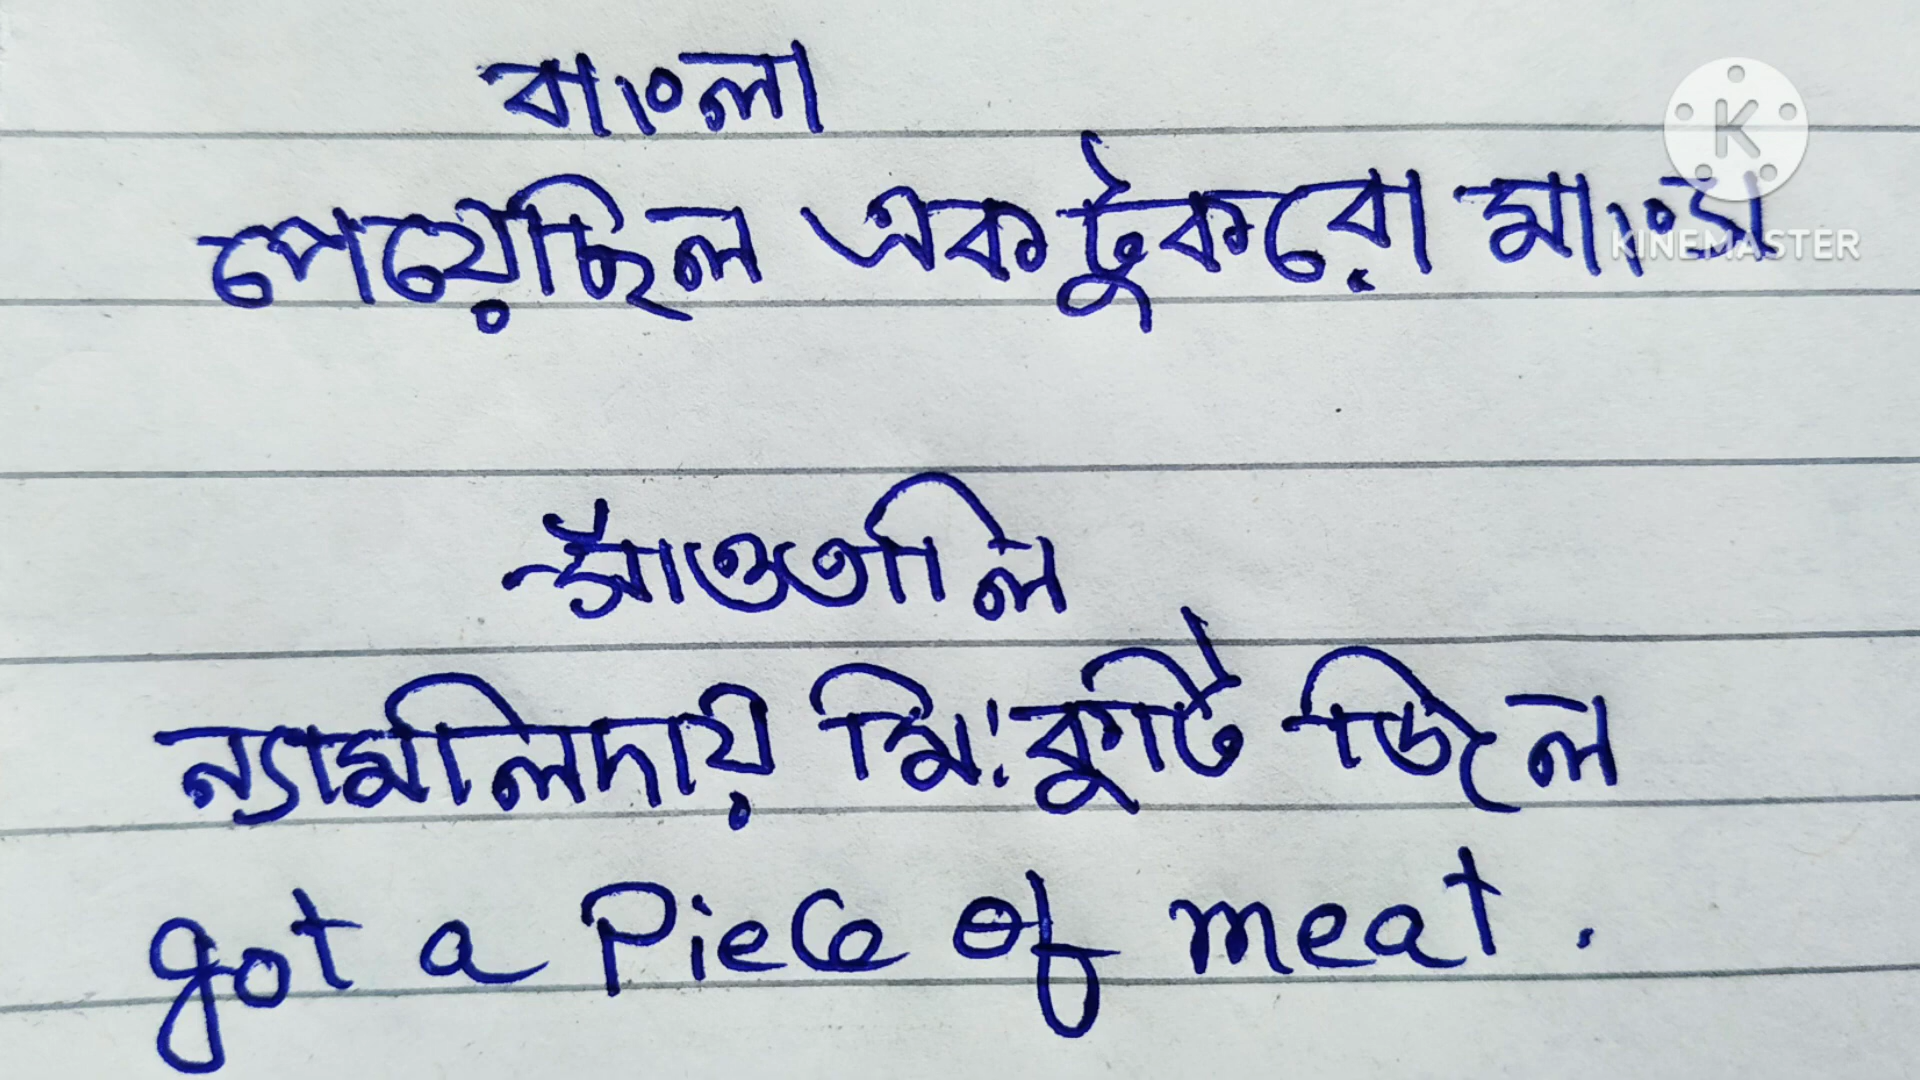 বাংলা
পেয়েছিল একটুকরো মাংস
সাঁওতালি
ন্যামলিদায় মি:কুটি জিল
got a Piece of meat.
K
KINEMASTER